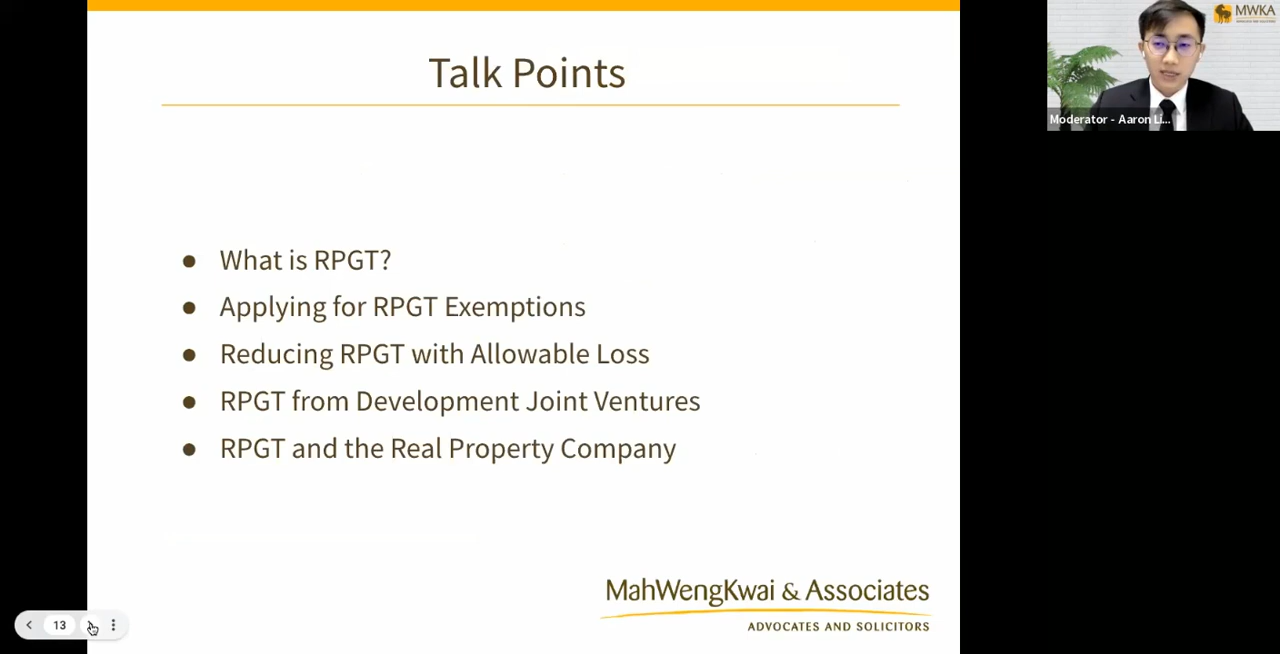 Talk Points
● What is RPGT?
● Applying for RPGT Exemptions
● Reducing RPGT with Allowable Loss
● RPGT from Development Joint Ventures
● RPGT and the Real Property Company
MahWengKwai & Associates
ADVOCATES AND SOLICITORS
13
MWKA
Moderator - Aaron Li...